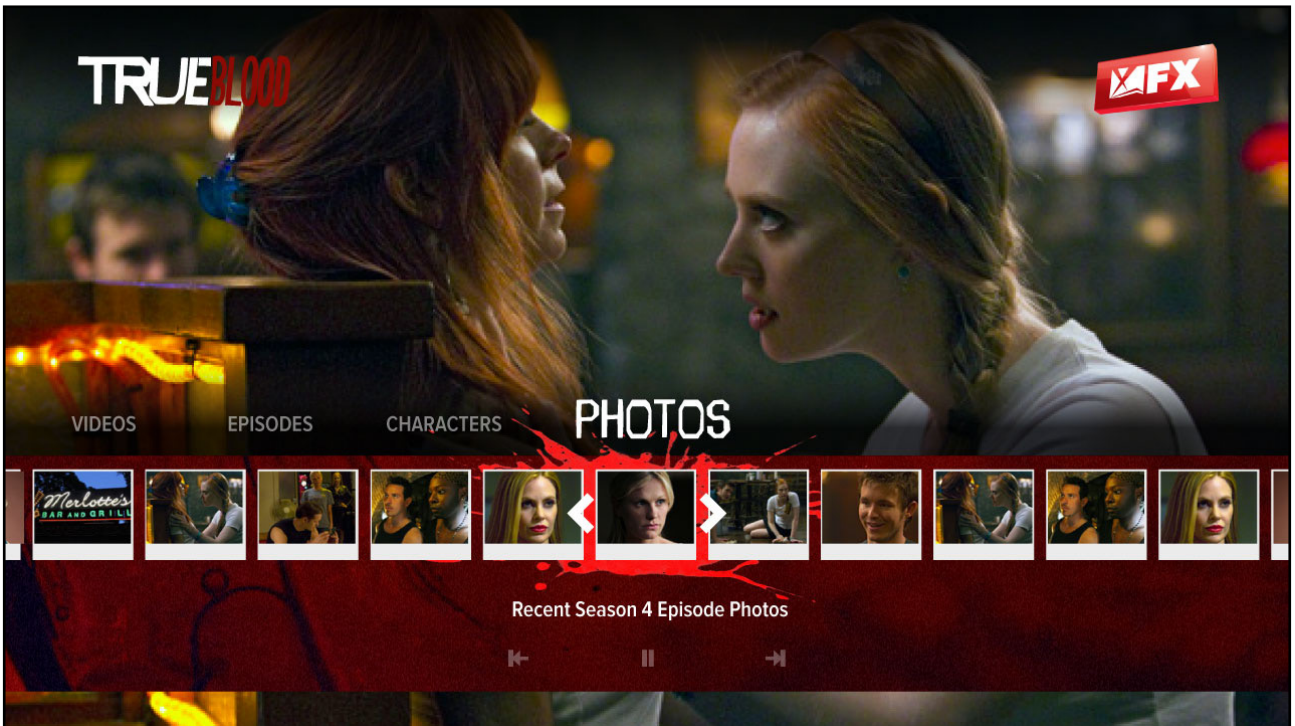 TRUEBLOOD
FX
VIDEOS
EPISODES
CHARACTERS
PHOTOS
Merlotte's
BAR AND GRILL
Recent Season 4 Episode Photos